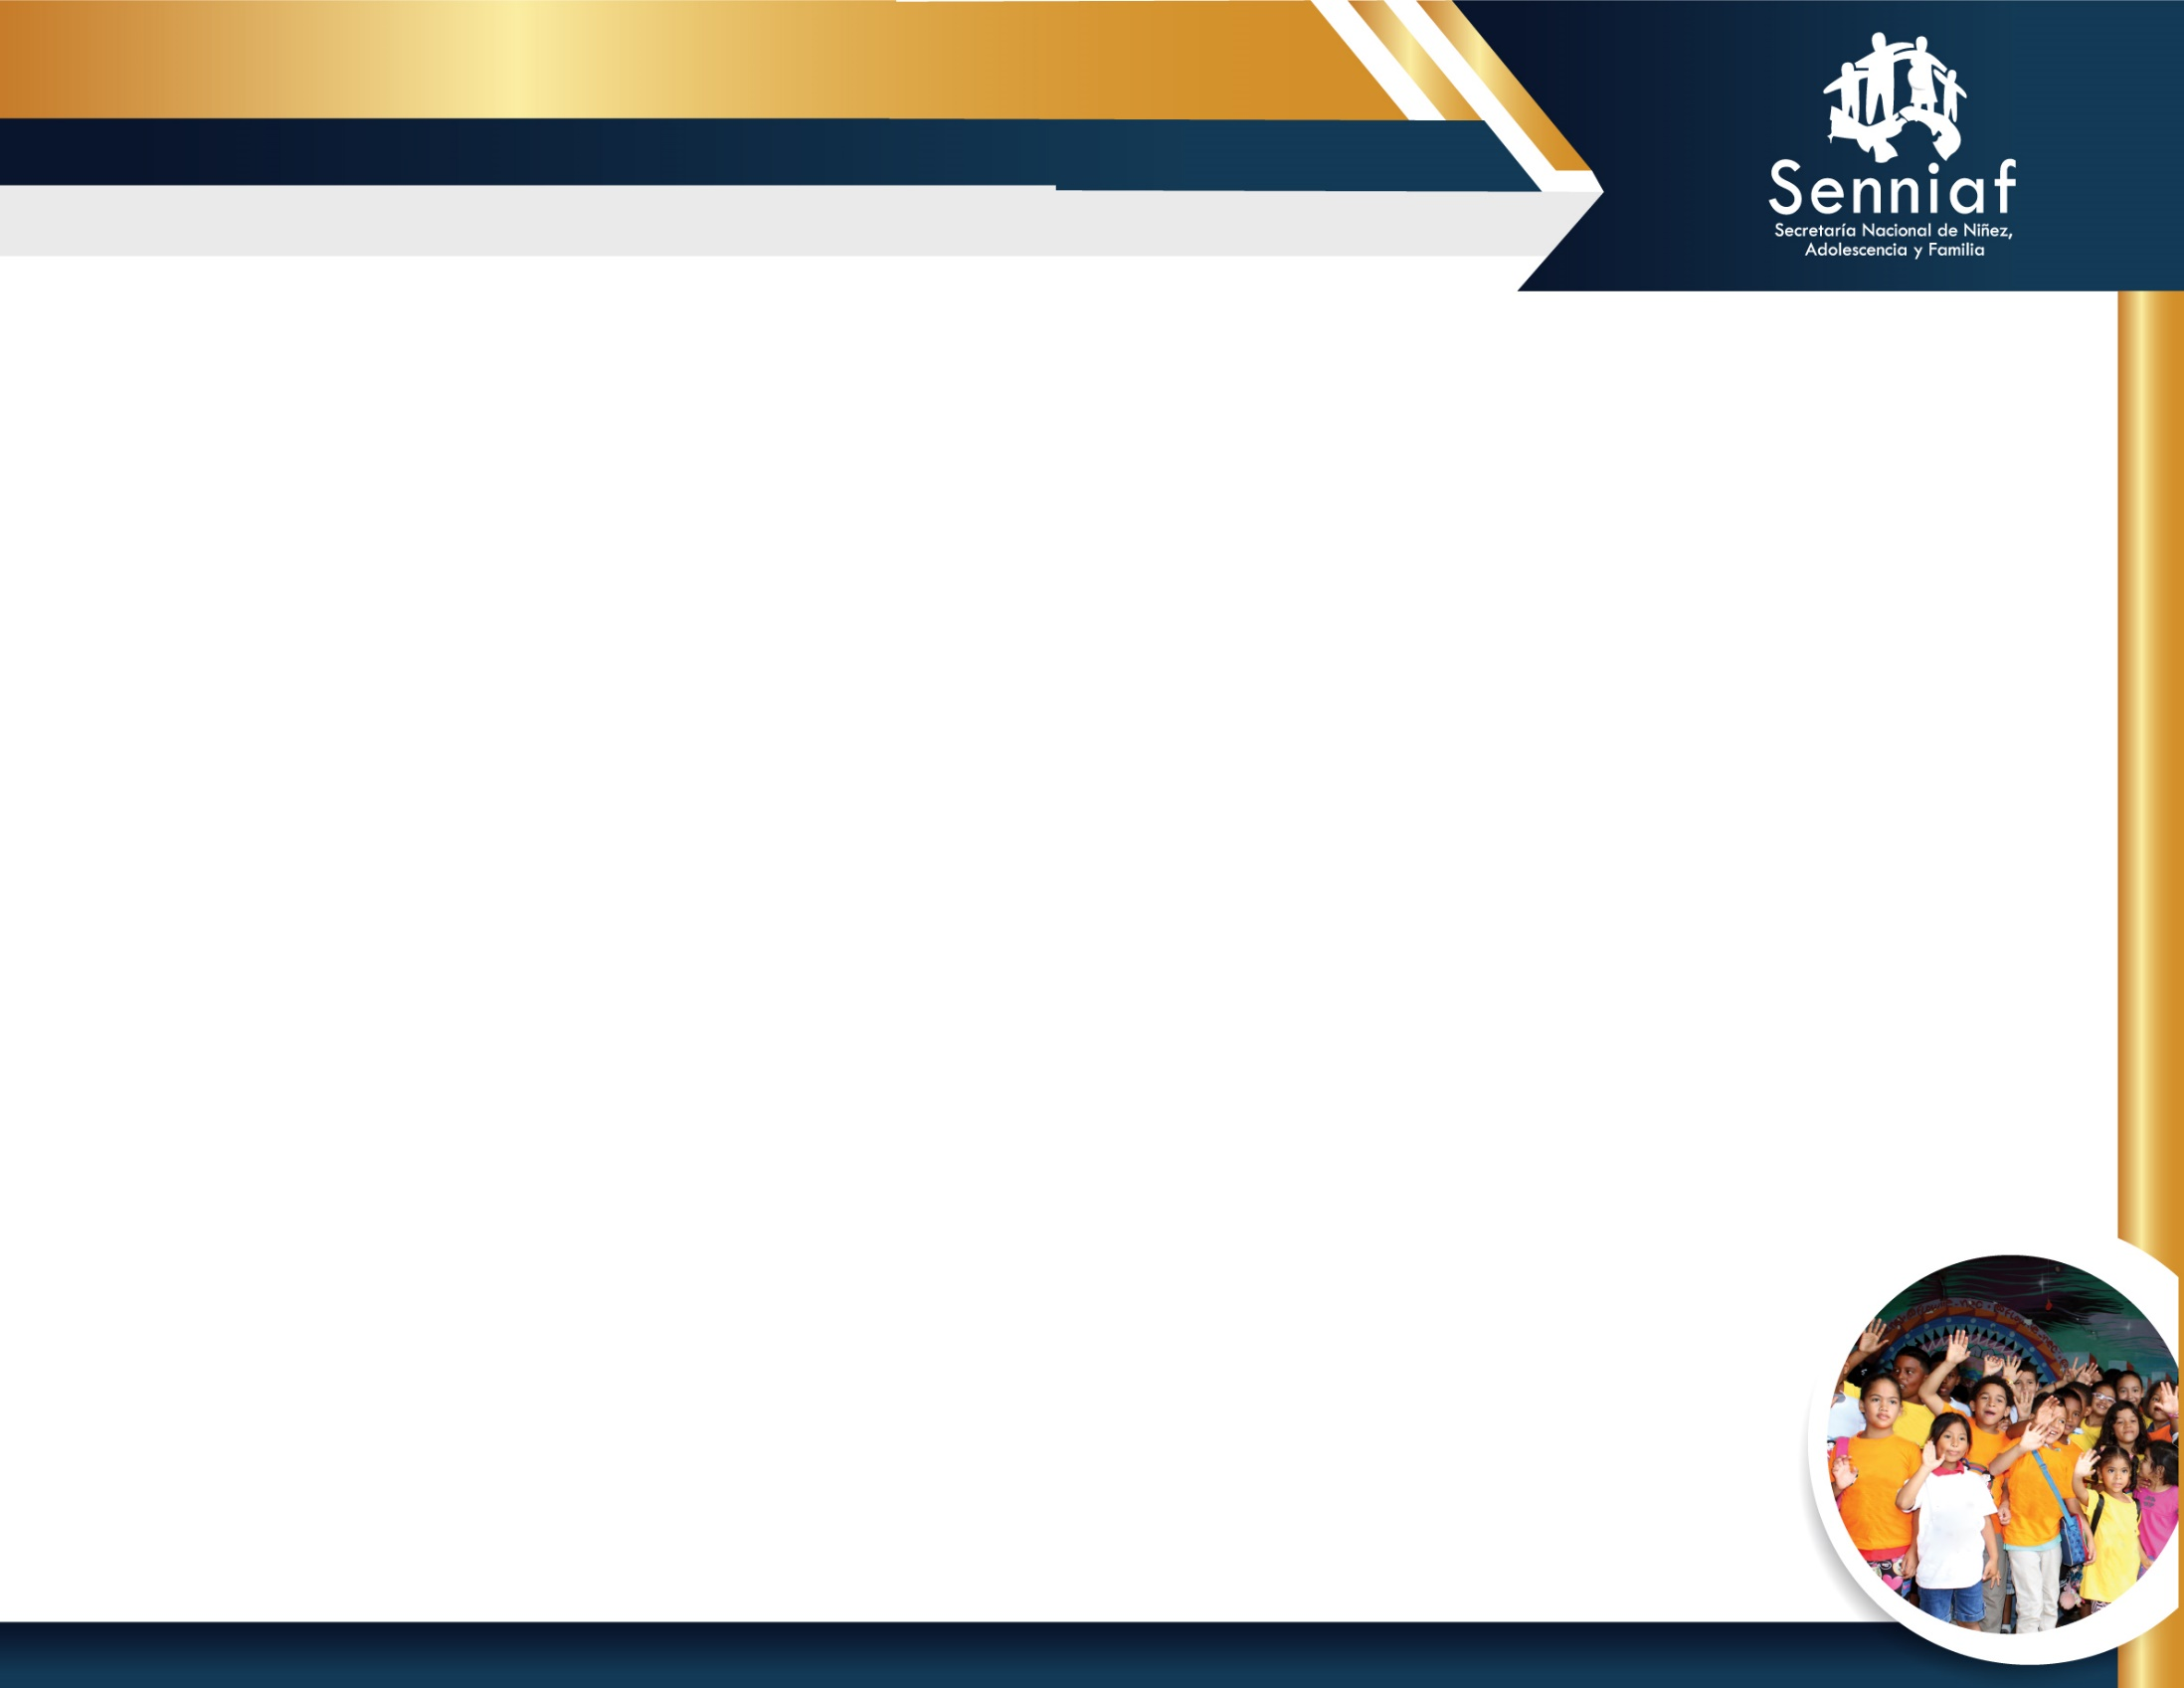 Senniaf
Secretaría Nacional de Niñez,
Adolescencia y Familia